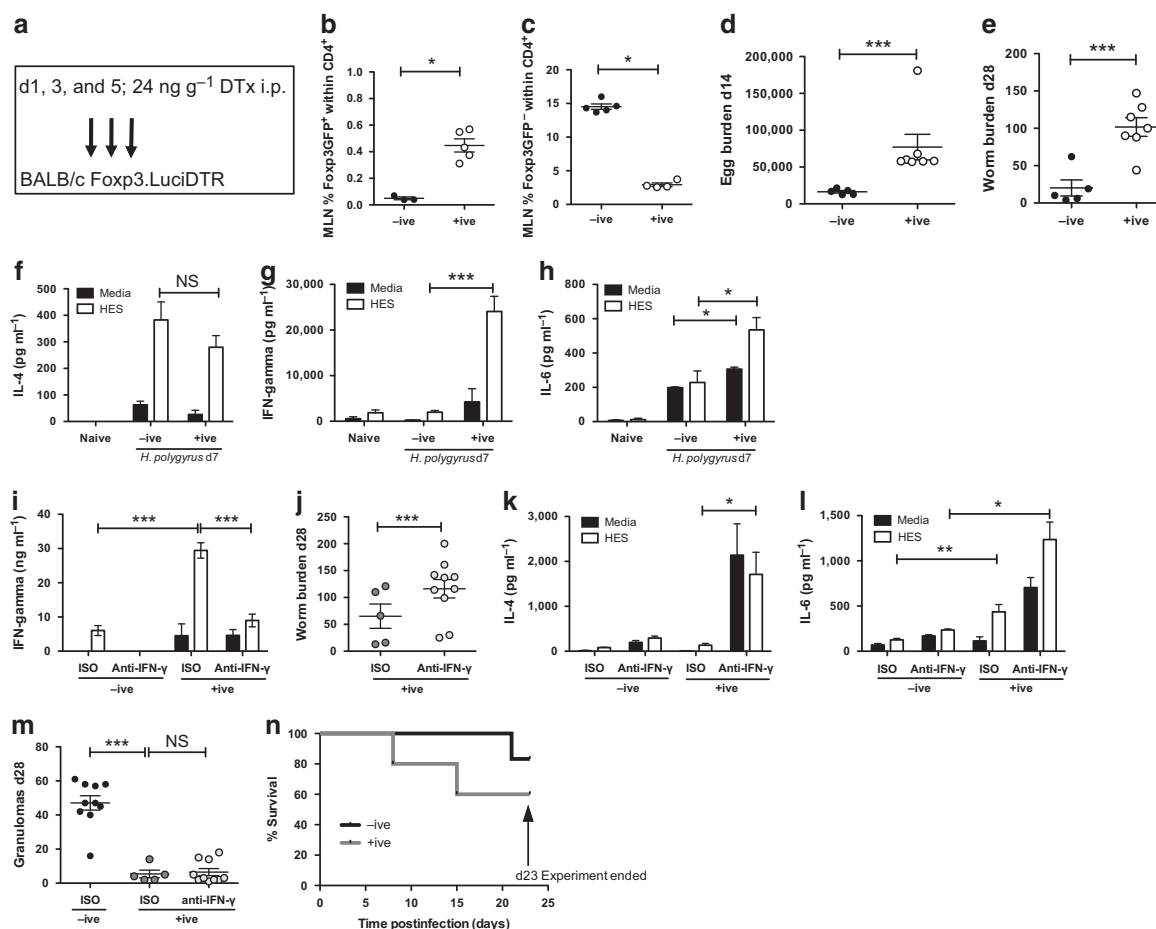 a
d1, 3, and 5; 24 ng g⁻¹ DTx i.p.
BALB/c Foxp3.LuciDTR
b
MLN % Foxp3GFP⁺ within CD4⁺
1.0
0.8
0.6
0.4
0.2
0.0
*
–ive
+ive
c
MLN % Foxp3GFP⁻ within CD4⁺
20
15
10
5
0
*
–ive
+ive
d
Egg burden d14
200,000
150,000
100,000
50,000
0
***
–ive
+ive
e
Worm burden d28
200
150
100
50
0
***
–ive
+ive
f
IL-4 (pg ml⁻¹)
500
400
300
200
100
0
Media
HES
NS
Naive
–ive
+ive
H. polygyrus d7
g
IFN-gamma (pg ml⁻¹)
30,000
20,000
10,000
0
Media
HES
***
Naive
–ive
+ive
H. polygyrus d7
h
IL-6 (pg ml⁻¹)
800
600
400
200
0
Media
HES
*
*
Naive
–ive
+ive
H. polygyrus d7
i
IFN-gamma (ng ml⁻¹)
40
30
20
10
0
***
***
ISO Anti-IFN-γ ISO Anti-IFN-γ
–ive
+ive
j
Worm burden d28
250
200
150
100
50
0
***
ISO Anti-IFN-γ
+ive
k
IL-4 (pg ml⁻¹)
3,000
2,000
1,000
0
Media
HES
*
ISO Anti-IFN-γ ISO Anti-IFN-γ
–ive
+ive
l
IL-6 (pg ml⁻¹)
1,500
1,000
500
0
Media
HES
**
*
ISO Anti-IFN-γ ISO Anti-IFN-γ
–ive
+ive
m
Granulomas d28
80
60
40
20
0
***
NS
ISO ISO anti-IFN-γ
–ive
+ive
n
% Survival
100
80
60
40
20
0
–ive
+ive
d23 Experiment ended
0 5 10 15 20 25
Time postinfection (days)